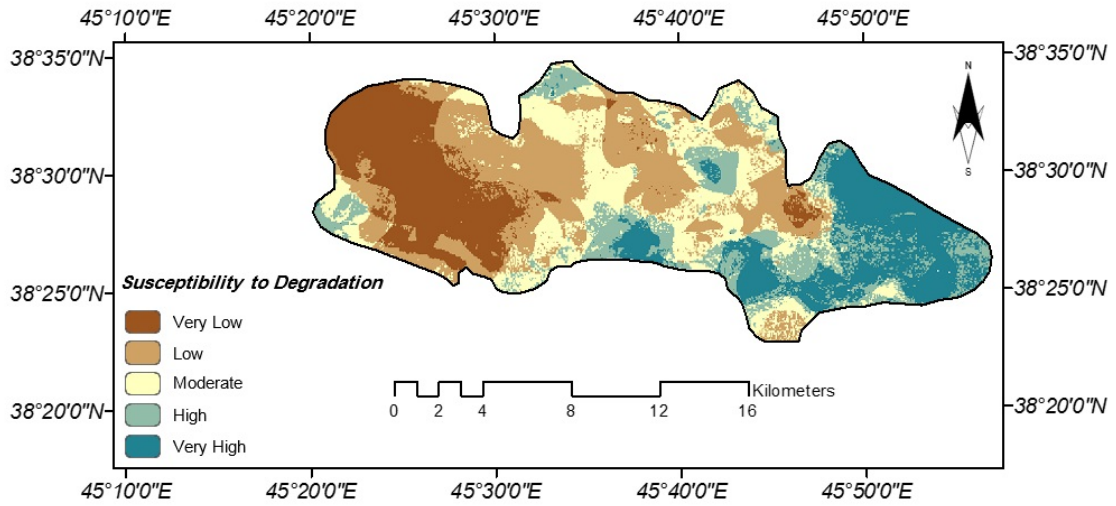 45°10'0"E 45°20'0"E 45°30'0"E 45°40'0"E 45°50'0"E
38°35'0"N 38°35'0"N
N
S
38°30'0"N 38°30'0"N
38°25'0"N 38°25'0"N
Susceptibility to Degradation
Very Low
Low
Moderate
High
Very High
Kilometers
0 2 4 8 12 16
38°20'0"N 38°20'0"N
45°10'0"E 45°20'0"E 45°30'0"E 45°40'0"E 45°50'0"E